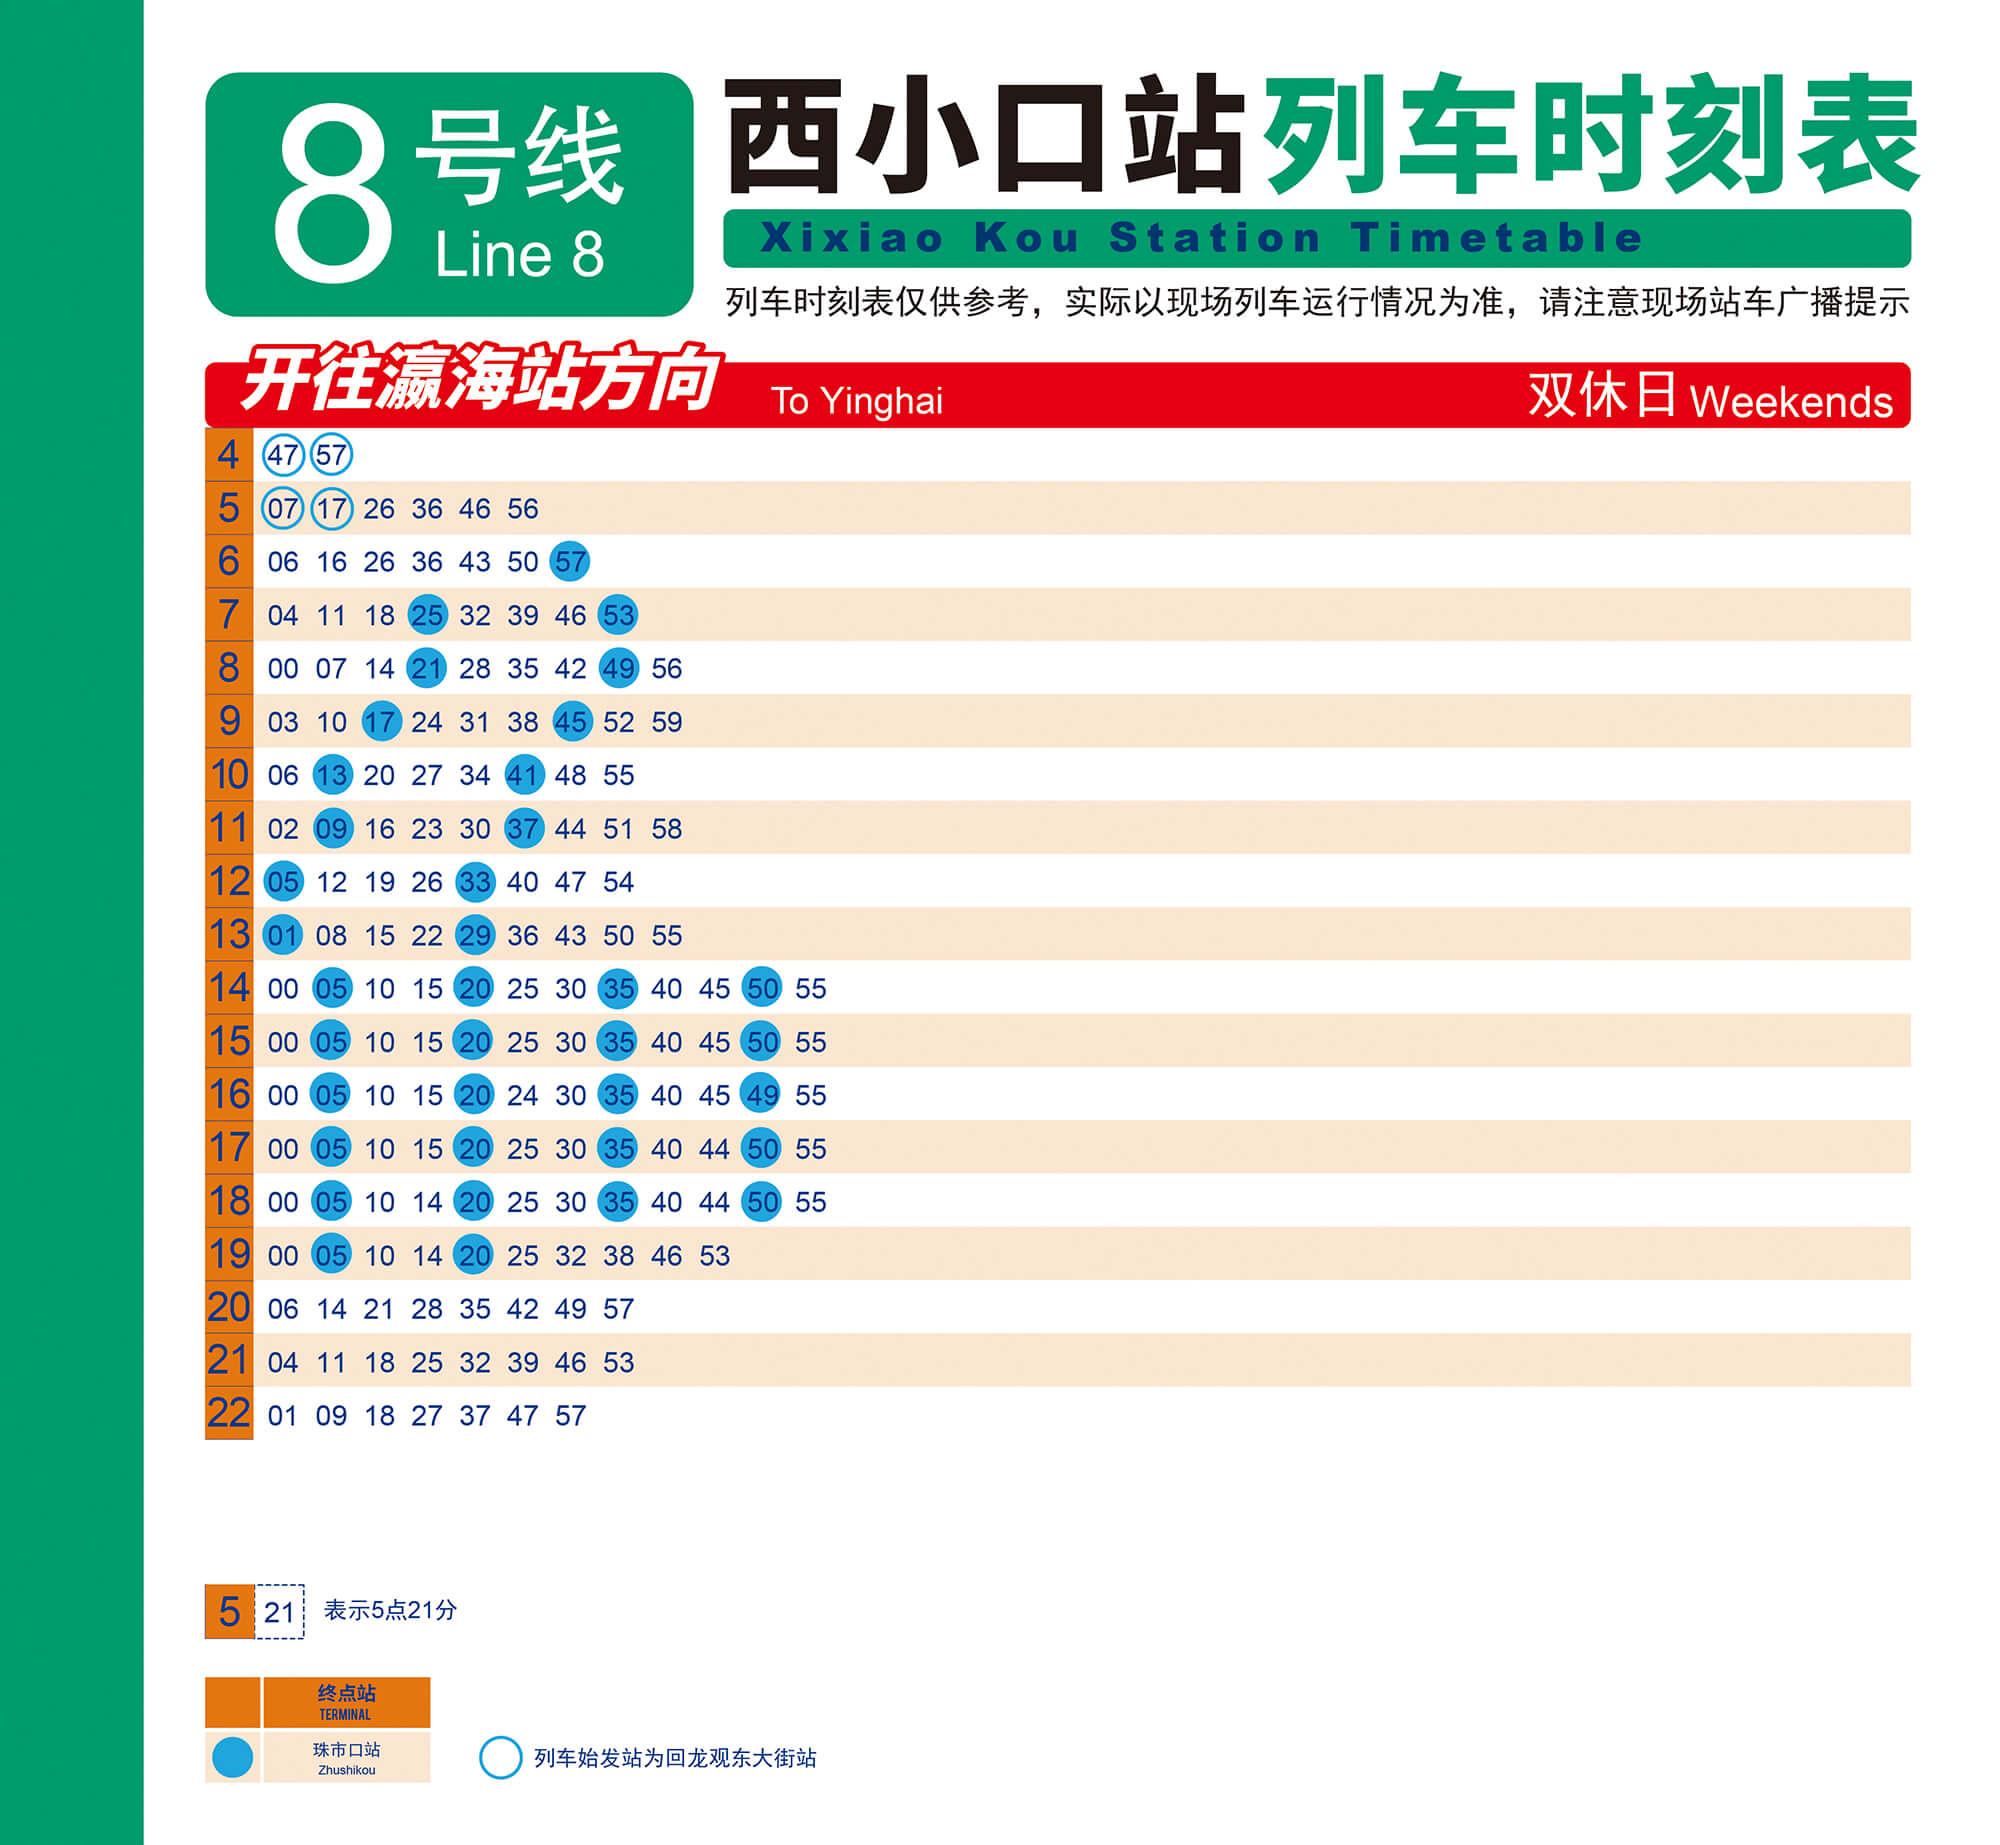 8号线
Line 8
西小口站列车时刻表
Xixiao Kou Station Timetable
列车时刻表仅供参考，实际以现场列车运行情况为准，请注意现场站车广播提示
开往瀛海站方向 To Yinghai 双休日 Weekends
4 47 57
5 07 17 26 36 46 56
6 06 16 26 36 43 50 57
7 04 11 18 25 32 39 46 53
8 00 07 14 21 28 35 42 49 56
9 03 10 17 24 31 38 45 52 59
10 06 13 20 27 34 41 48 55
11 02 09 16 23 30 37 44 51 58
12 05 12 19 26 33 40 47 54
13 01 08 15 22 29 36 43 50 55
14 00 05 10 15 20 25 30 35 40 45 50 55
15 00 05 10 15 20 25 30 35 40 45 50 55
16 00 05 10 15 20 24 30 35 40 45 49 55
17 00 05 10 15 20 25 30 35 40 44 50 55
18 00 05 10 14 20 25 30 35 40 44 50 55
19 00 05 10 14 20 25 32 38 46 53
20 06 14 21 28 35 42 49 57
21 04 11 18 25 32 39 46 53
22 01 09 18 27 37 47 57
5 21 表示5点21分
终点站
TERMINAL
珠市口站
Zhushikou
列车始发站为回龙观东大街站